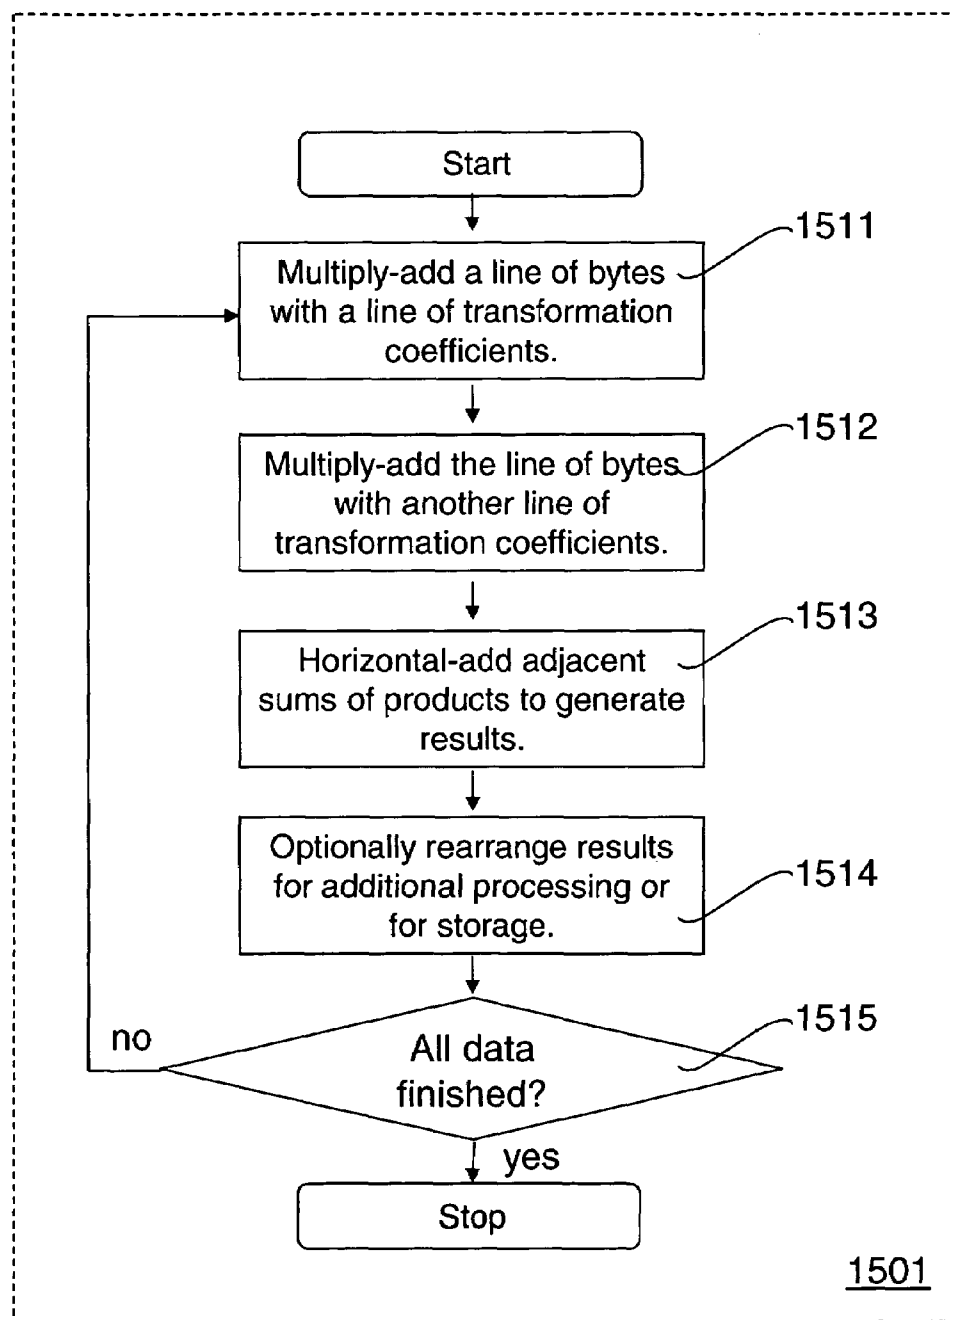 Start
1511
Multiply-add a line of bytes
with a line of transformation
coefficients.
1512
Multiply-add the line of bytes
with another line of
transformation coefficients.
1513
Horizontal-add adjacent
sums of products to generate
results.
Optionally rearrange results
for additional processing or
for storage.
1514
1515
no
All data
finished?
yes
Stop
1501